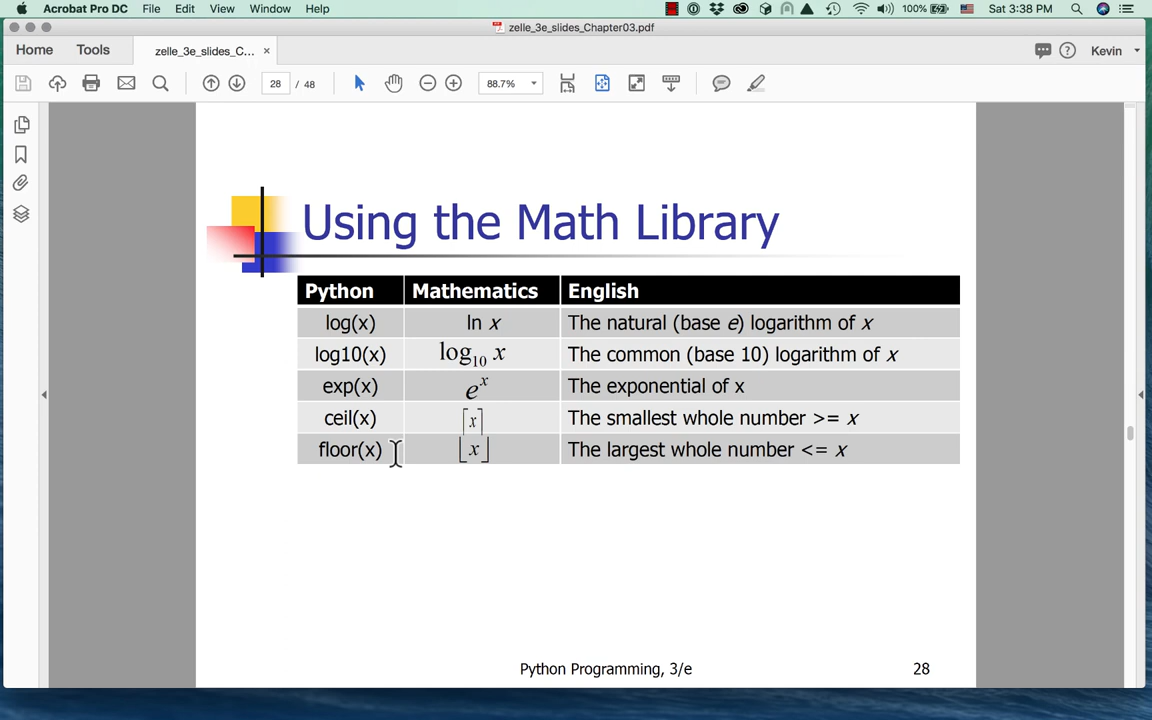 Acrobat Pro DC File Edit View Window Help 100% Sat 3:38 PM
zelle_3e_slides_Chapter03.pdf
Home Tools zelle_3e_slides_C... × ? Kevin
28 / 48 88.7%
Using the Math Library
Python Mathematics English
log(x) ln x The natural (base e) logarithm of x
log10(x) log₁₀ x The common (base 10) logarithm of x
exp(x) eˣ The exponential of x
ceil(x) ⌈x⌉ The smallest whole number >= x
floor(x) ⌊x⌋ The largest whole number <= x
Python Programming, 3/e 28